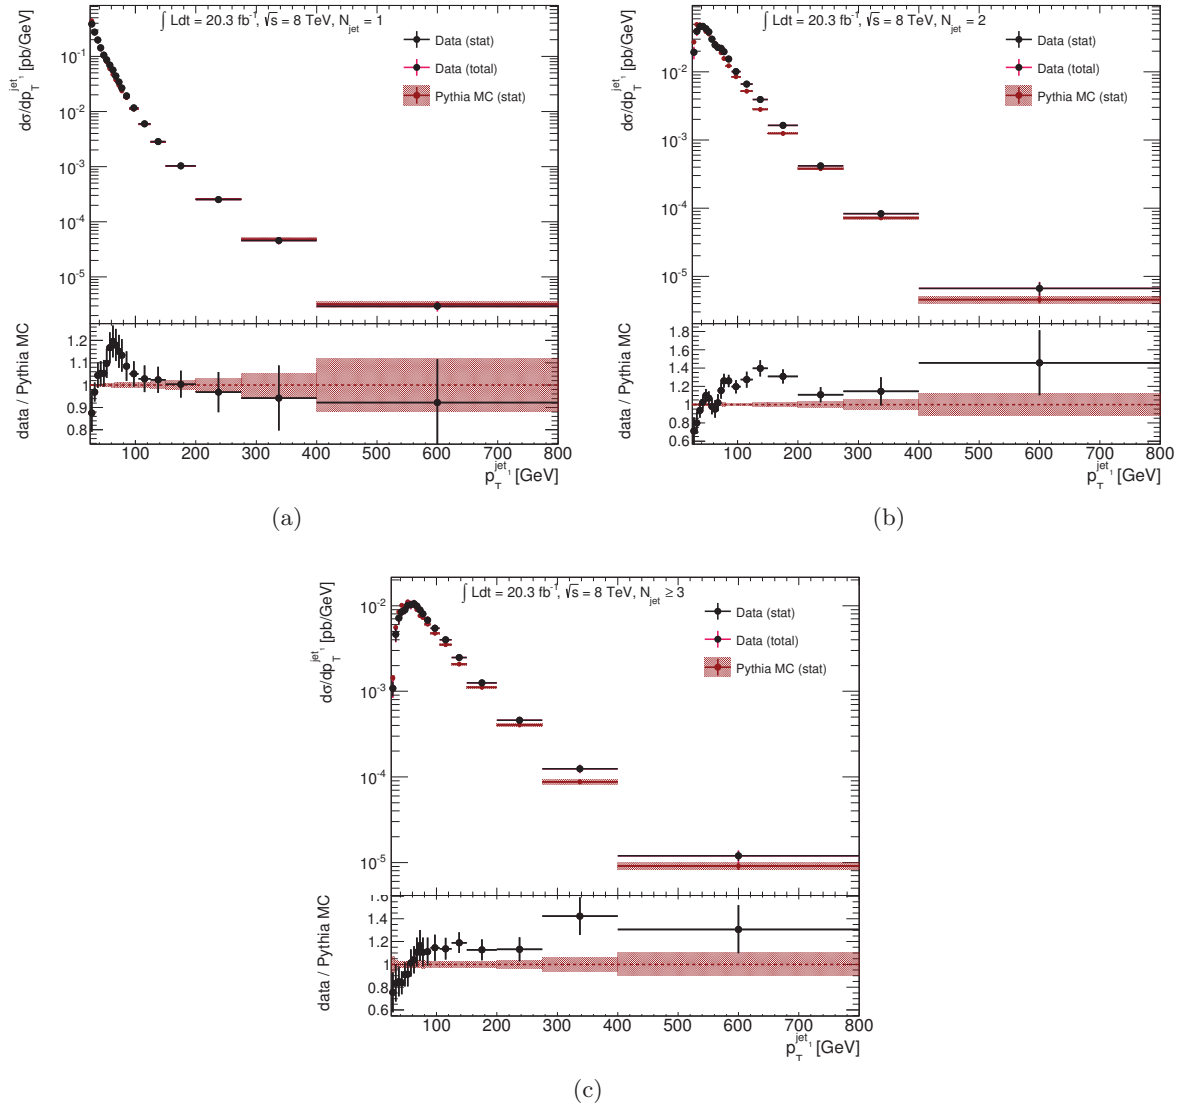 ∫ Ldt = 20.3 fb⁻¹, √s = 8 TeV, N_jet = 1
dσ/dp_T^{jet_1} [pb/GeV]
10⁻¹
10⁻²
10⁻³
10⁻⁴
10⁻⁵
Data (stat)
Data (total)
Pythia MC (stat)
data / Pythia MC
1.2
1.1
1
0.9
0.8
100 200 300 400 500 600 700 800
p_T^{jet_1} [GeV]
(a)
∫ Ldt = 20.3 fb⁻¹, √s = 8 TeV, N_jet = 2
dσ/dp_T^{jet_1} [pb/GeV]
10⁻²
10⁻³
10⁻⁴
10⁻⁵
Data (stat)
Data (total)
Pythia MC (stat)
data / Pythia MC
1.8
1.6
1.4
1.2
1
0.8
0.6
100 200 300 400 500 600 700 800
p_T^{jet_1} [GeV]
(b)
∫ Ldt = 20.3 fb⁻¹, √s = 8 TeV, N_jet ≥ 3
dσ/dp_T^{jet_1} [pb/GeV]
10⁻²
10⁻³
10⁻⁴
10⁻⁵
Data (stat)
Data (total)
Pythia MC (stat)
data / Pythia MC
1.6
1.4
1.2
1
0.8
0.6
100 200 300 400 500 600 700 800
p_T^{jet_1} [GeV]
(c)